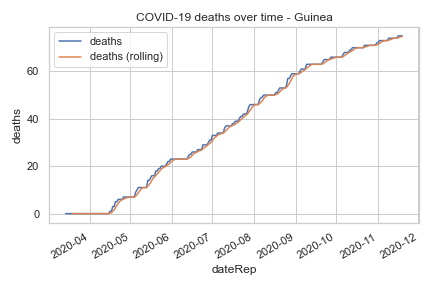 COVID-19 deaths over time - Guinea
deaths
deaths (rolling)
60
40
20
0
deaths
2020-04
2020-05
2020-06
2020-07
2020-08
2020-09
2020-10
2020-11
2020-12
dateRep